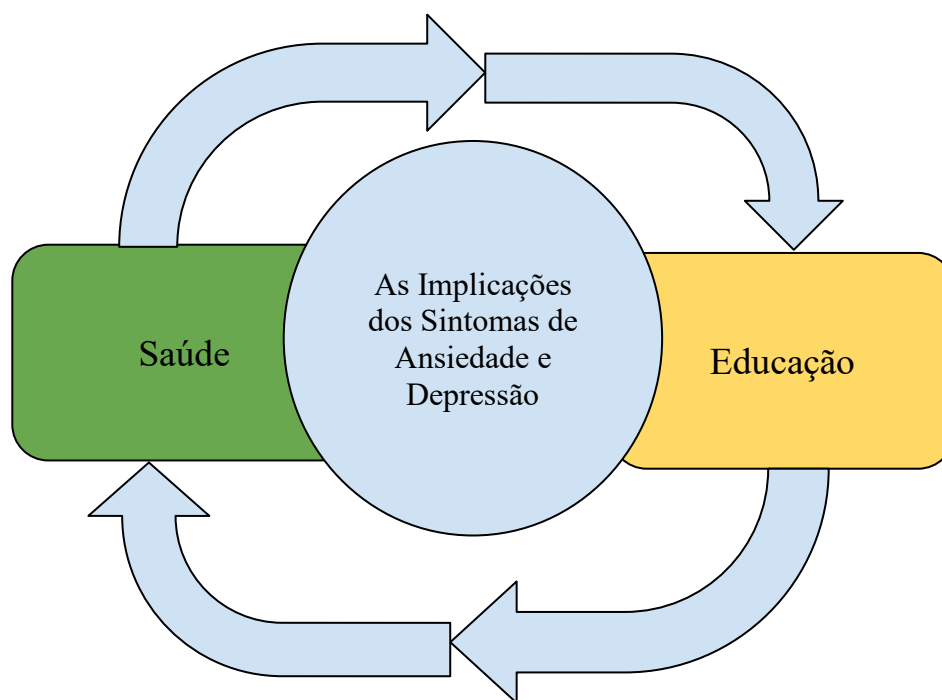 As Implicações
dos Sintomas de
Ansiedade e
Depressão
Saúde
Educação